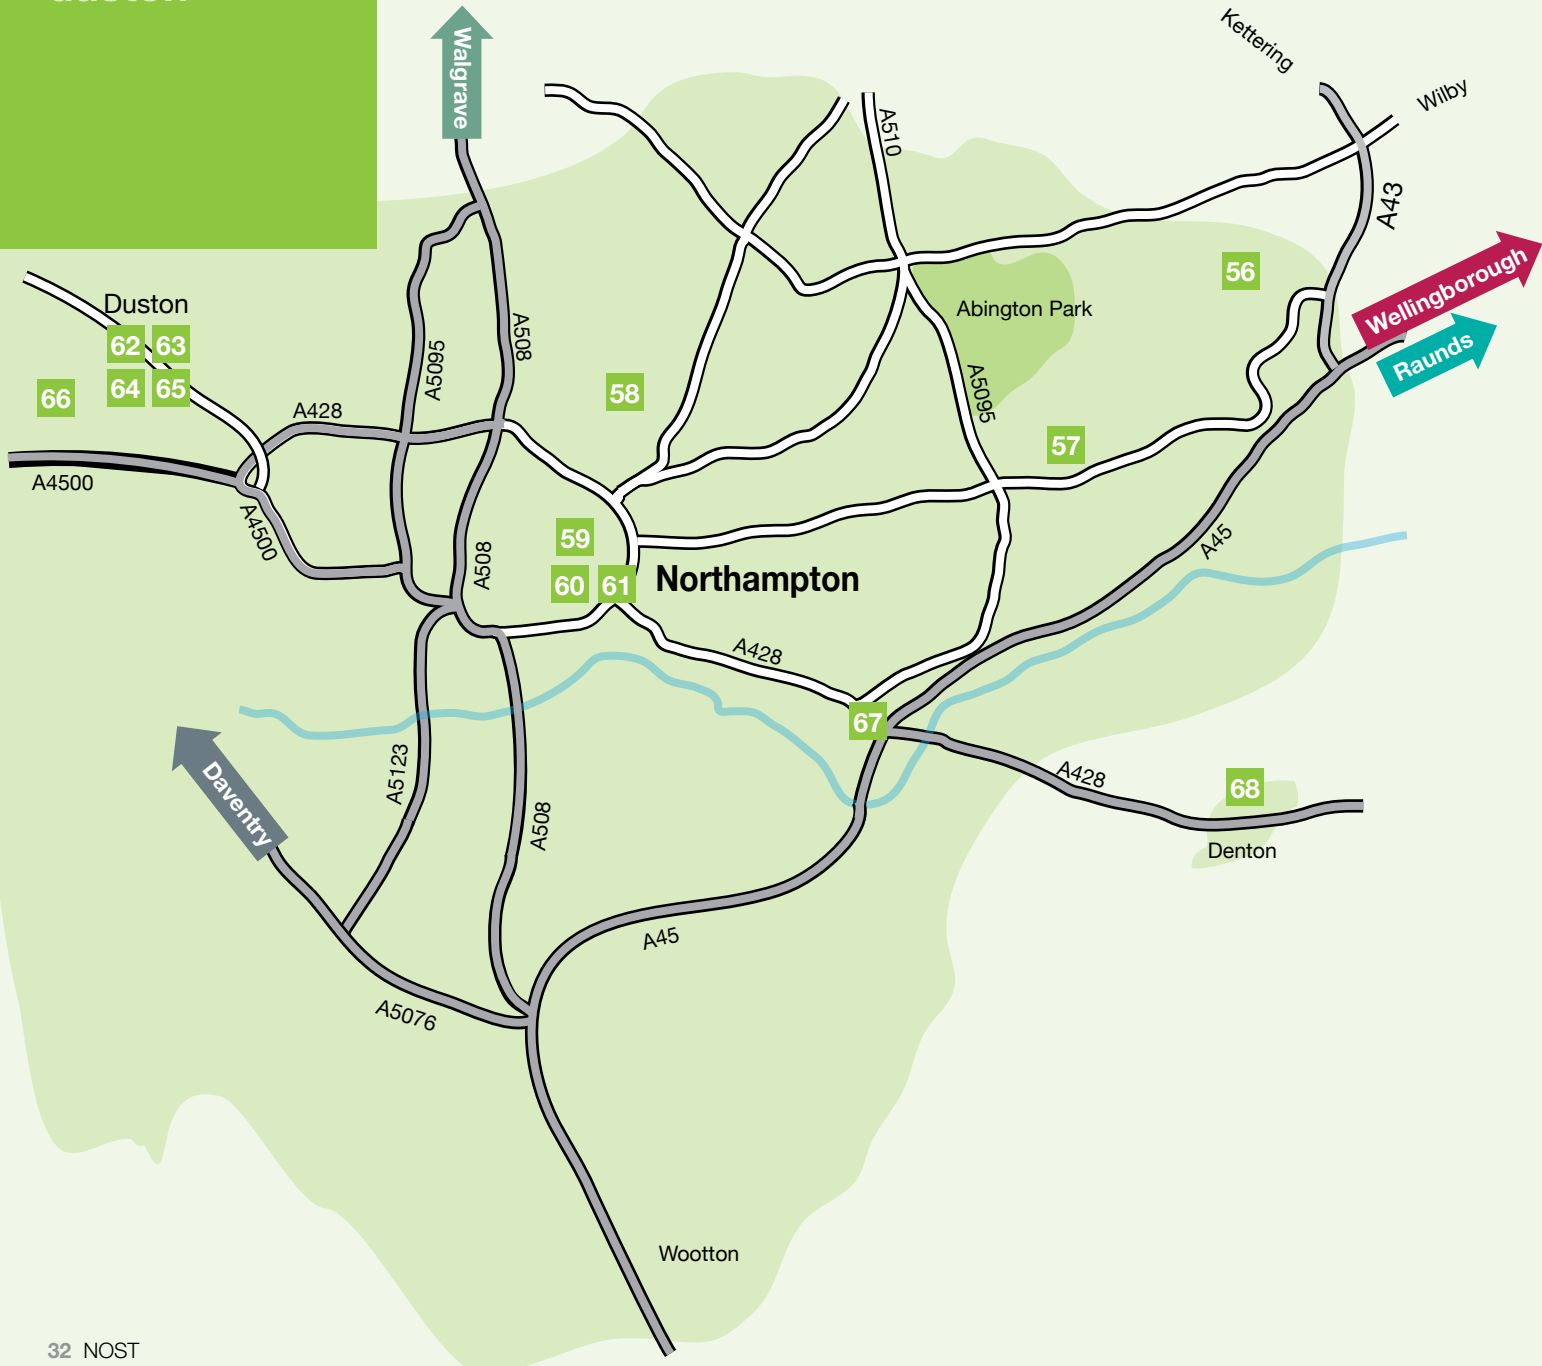 duston
Walgrave
Kettering
Wilby
A510
A43
Wellingborough
Raunds
56
Duston
62 63
64 65
66
A5095
A508
Abington Park
A5095
58
57
A428
A4500
A4500
A508
59
60 61
Northampton
A45
A428
67
A428
68
Denton
Daventry
A5123
A508
A45
A5076
Wootton
32 NOST